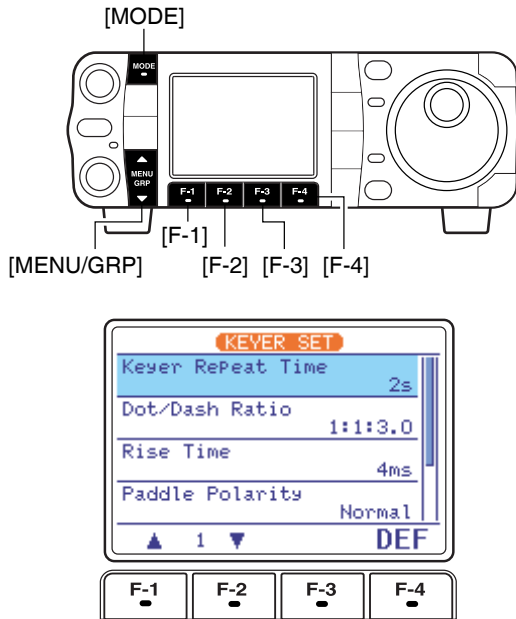 [MODE]
MODE
▲
MENU
GRP
▼
F-1 F-2 F-3 F-4
[F-1]
[MENU/GRP] [F-2] [F-3] [F-4]
KEYER SET
Keyer Repeat Time
2s
Dot/Dash Ratio
1:1:3.0
Rise Time
4ms
Paddle Polarity
Normal
▲ 1 ▼ DEF
F-1 F-2 F-3 F-4